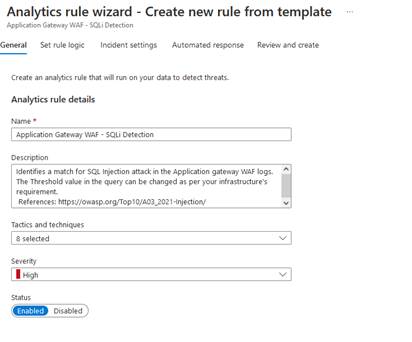 Analytics rule wizard - Create new rule from template ...
Application Gateway WAF - SQLi Detection
General Set rule logic Incident settings Automated response Review and create
Create an analytics rule that will run on your data to detect threats.
Analytics rule details
Name *
Application Gateway WAF - SQLi Detection
Description
Identifies a match for SQL Injection attack in the Application gateway WAF logs.
The Threshold value in the query can be changed as per your infrastructure's
requirement.
References: https://owasp.org/Top10/A03_2021-Injection/
Tactics and techniques
8 selected
Severity
High
Status
Enabled Disabled